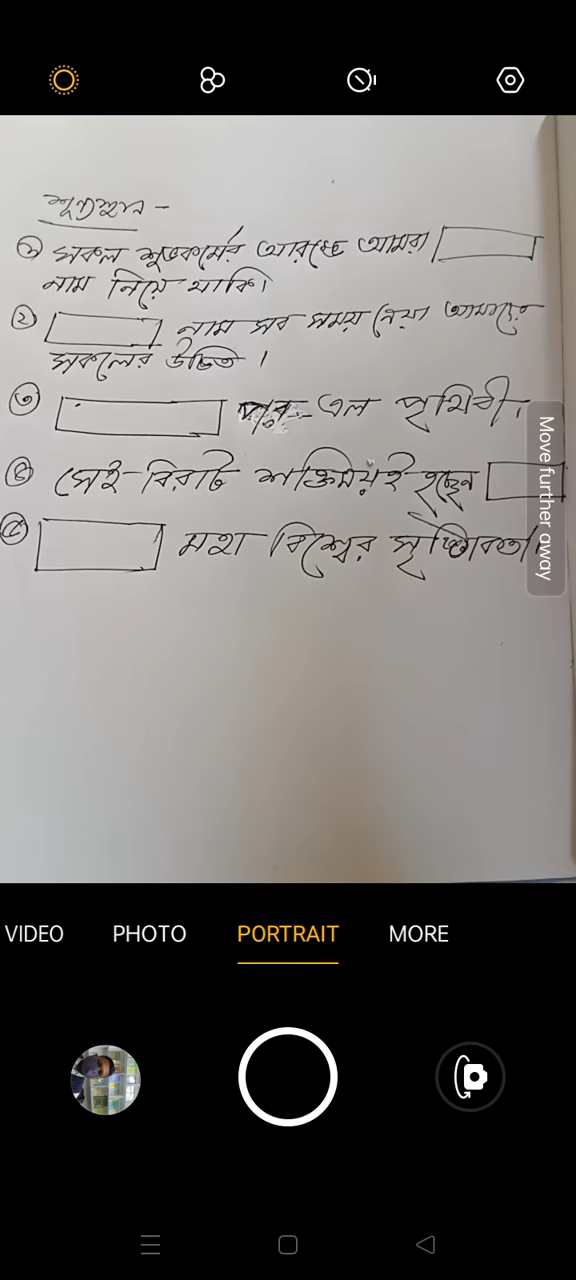 শূন্যস্থান -
১ সকল শুভকর্মের আরম্ভে আমরা
নাম নিয়ে থাকি।
২ নাম সব সময় নেয়া আমাদের
সকলের উচিত ।
৩ পর এল পৃথিবী।
৪ সেই বিরাট শক্তিময়ই হচ্ছেন
৫ মহা বিশ্বের সৃষ্টিকর্তা।
Move further away
VIDEO PHOTO PORTRAIT MORE